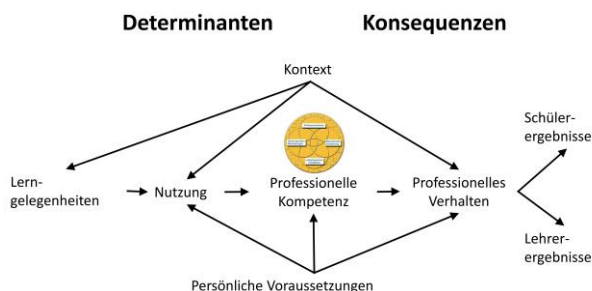 Determinanten Konsequenzen
Kontext
Schüler-
ergebnisse
Lern-
gelegenheiten
Nutzung
Professionelle
Kompetenz
Professionelles
Verhalten
Lehrer-
ergebnisse
Persönliche Voraussetzungen